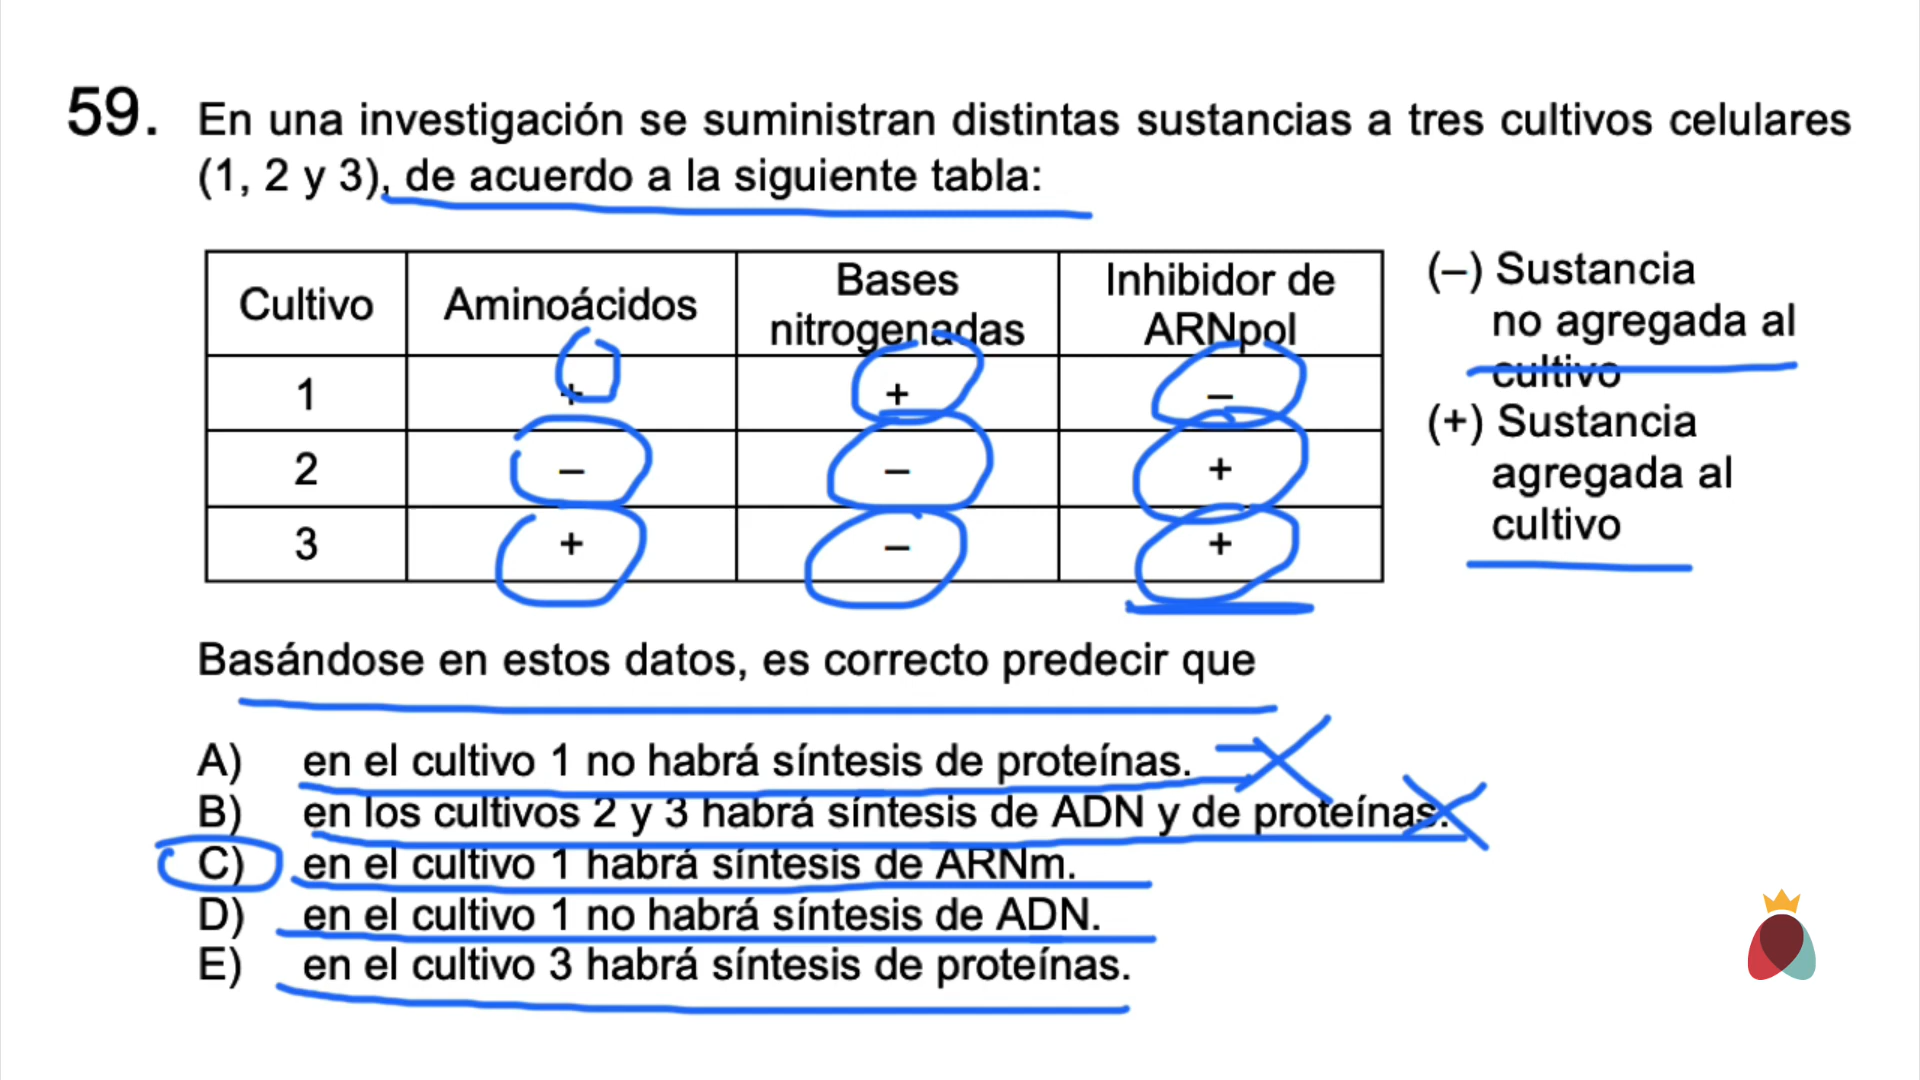 59. En una investigación se suministran distintas sustancias a tres cultivos celulares
(1, 2 y 3), de acuerdo a la siguiente tabla:
Cultivo Aminoácidos Bases nitrogenadas Inhibidor de ARNpol
1 + + –
2 – – +
3 + – +
(–) Sustancia
no agregada al
cultivo
(+) Sustancia
agregada al
cultivo
Basándose en estos datos, es correcto predecir que
A) en el cultivo 1 no habrá síntesis de proteínas.
B) en los cultivos 2 y 3 habrá síntesis de ADN y de proteínas.
C) en el cultivo 1 habrá síntesis de ARNm.
D) en el cultivo 1 no habrá síntesis de ADN.
E) en el cultivo 3 habrá síntesis de proteínas.